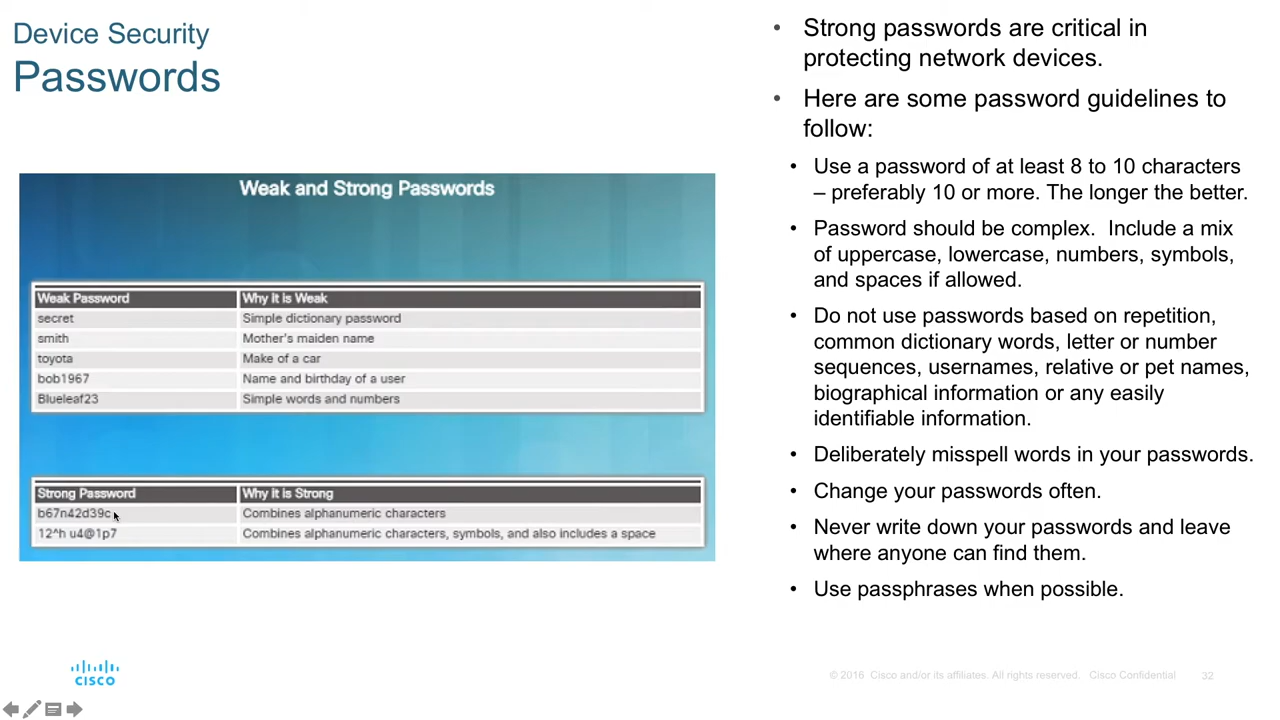 Device Security
Passwords
Weak and Strong Passwords
Weak Password Why it is Weak
secret Simple dictionary password
smith Mother's maiden name
toyota Make of a car
bob1967 Name and birthday of a user
Blueleaf23 Simple words and numbers
Strong Password Why it is Strong
b67n42d39c Combines alphanumeric characters
12^h u4@1p7 Combines alphanumeric characters, symbols, and also includes a space
• Strong passwords are critical in
protecting network devices.
• Here are some password guidelines to
follow:
• Use a password of at least 8 to 10 characters
– preferably 10 or more. The longer the better.
• Password should be complex.  Include a mix
of uppercase, lowercase, numbers, symbols,
and spaces if allowed.
• Do not use passwords based on repetition,
common dictionary words, letter or number
sequences, usernames, relative or pet names,
biographical information or any easily
identifiable information.
• Deliberately misspell words in your passwords.
• Change your passwords often.
• Never write down your passwords and leave
where anyone can find them.
• Use passphrases when possible.
CISCO
© 2016 Cisco and/or its affiliates. All rights reserved. Cisco Confidential 32